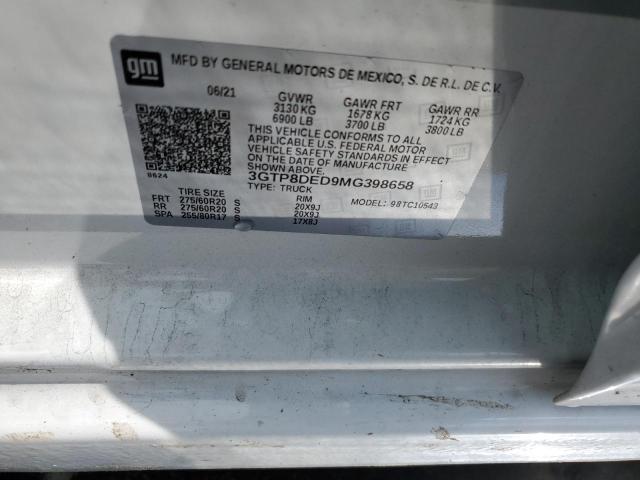 gm
MFD BY GENERAL MOTORS DE MEXICO, S. DE R.L. DE C.V.
06/21 GVWR GAWR FRT GAWR RR
3130 KG 1678 KG 1724 KG
6900 LB 3700 LB 3800 LB
THIS VEHICLE CONFORMS TO ALL
APPLICABLE U.S. FEDERAL MOTOR
VEHICLE SAFETY STANDARDS IN EFFECT
ON THE DATE OF MANUFACTURE
SHOWN ABOVE.
8624 3GTP8DED9MG398658
TYPE: TRUCK MODEL: 98TC10543
TIRE SIZE RIM
FRT 275/60R20 S 20X9J
RR 275/60R20 S 20X9J
SPA 255/80R17 S 17X8J